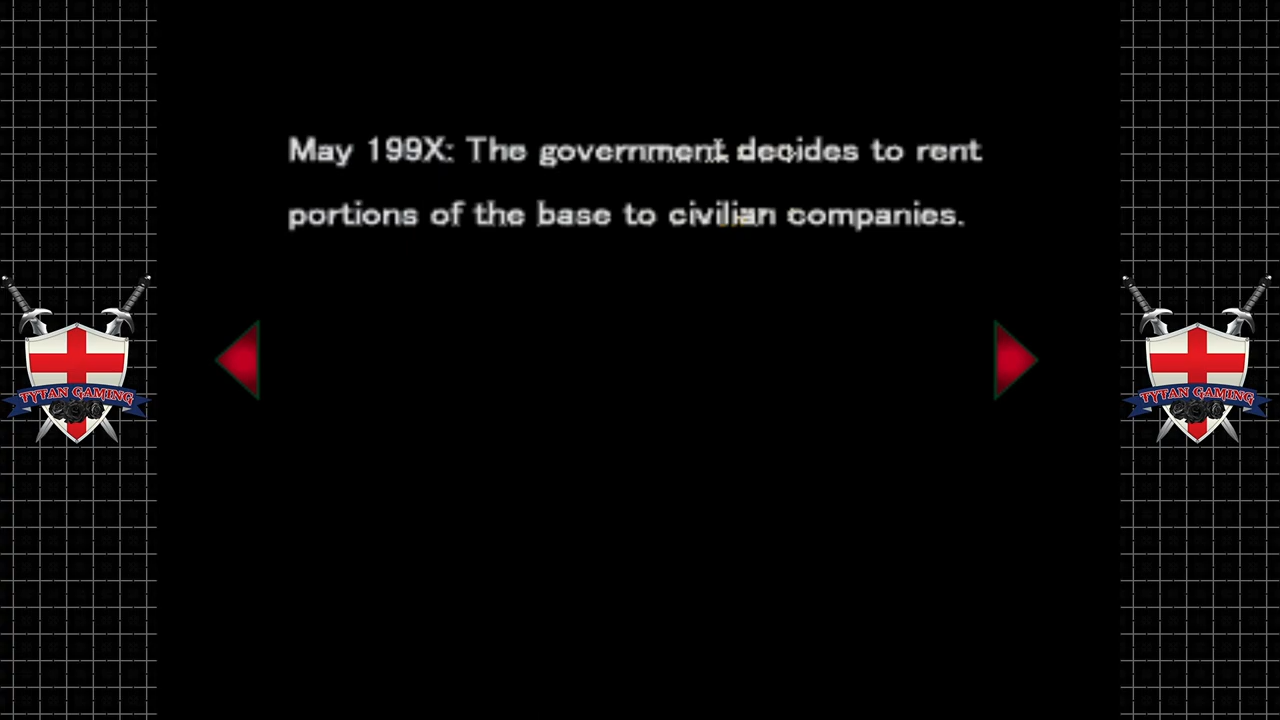 May 199X: The government decides to rent
portions of the base to civilian companies.
TYTAN GAMING
TYTAN GAMING